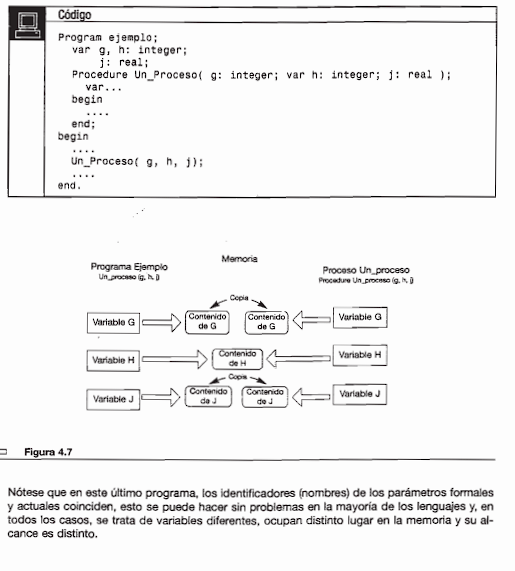 Código
Program ejemplo;
var g, h: integer;
j: real;
Procedure Un_Proceso( g: integer; var h: integer; j: real );
var...
begin
....
end;
begin
....
Un_Proceso( g, h, j);
....
end.
Programa Ejemplo
Un_proceso (g, h, j)
Memoria
Proceso Un_proceso
Procedure Un_proceso (g, h, j)
Copia
Variable G
Contenido de G
Contenido de G
Variable G
Variable H
Contenido de H
Variable H
Copia
Variable J
Contenido de J
Contenido de J
Variable J
Figura 4.7
Nótese que en este último programa, los identificadores (nombres) de los parámetros formales
y actuales coinciden, esto se puede hacer sin problemas en la mayoría de los lenguajes y, en
todos los casos, se trata de variables diferentes, ocupan distinto lugar en la memoria y su al-
cance es distinto.